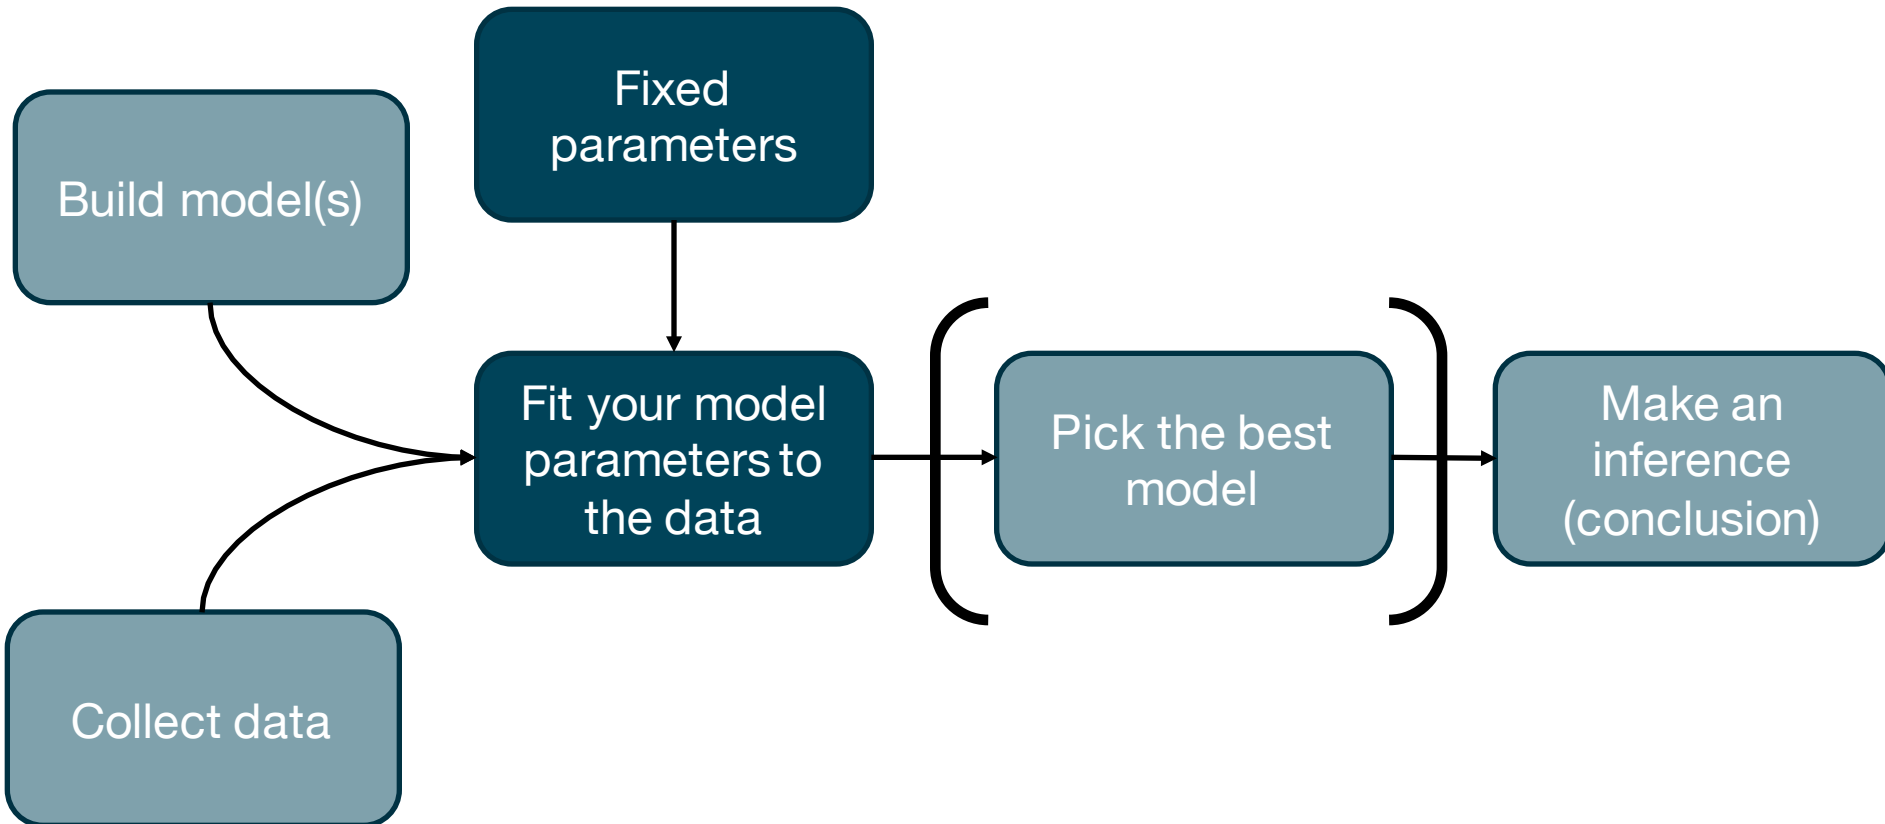 Fixed
parameters
Build model(s)
Fit your model
parameters to
the data
Pick the best
model
Make an
inference
(conclusion)
Collect data